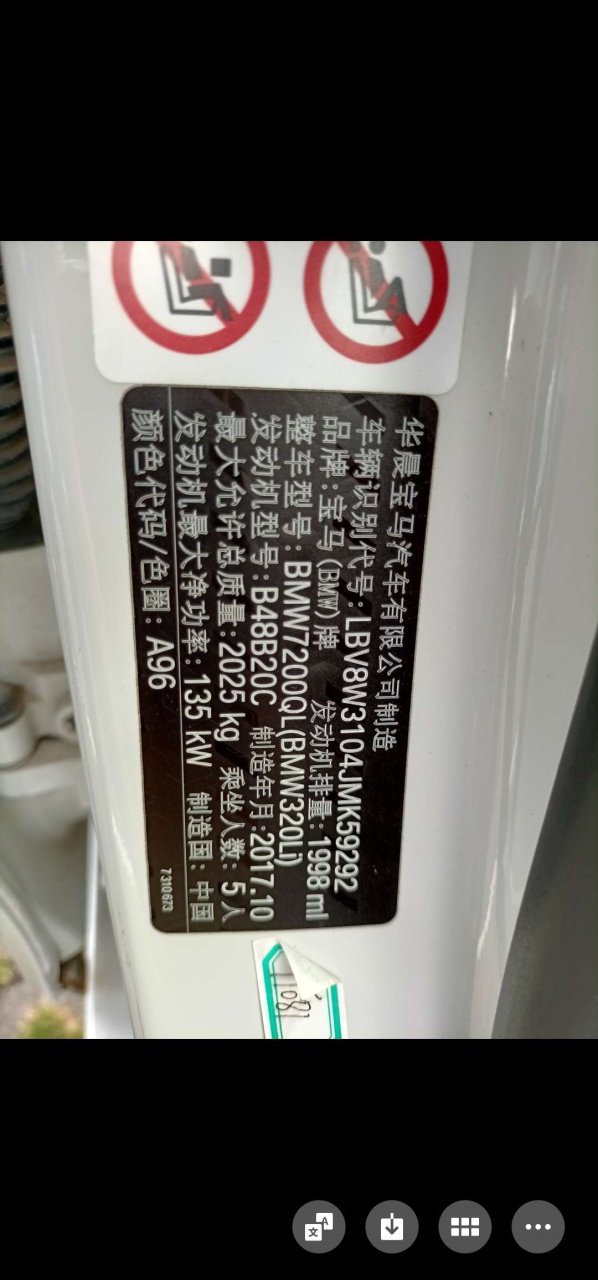 华晨宝马汽车有限公司制造
车辆识别代号:LBV8W3104JMK59292
品牌:宝马(BMW)牌 发动机排量:1998 ml
整车型号:BMW7200QL(BMW320Li)
发动机型号:B48B20C 制造年月:2017.10
最大允许总质量:2025 kg 乘坐人数:5人
发动机最大净功率:135 kW 制造国:中国
颜色代码/色圈:A96
7310673